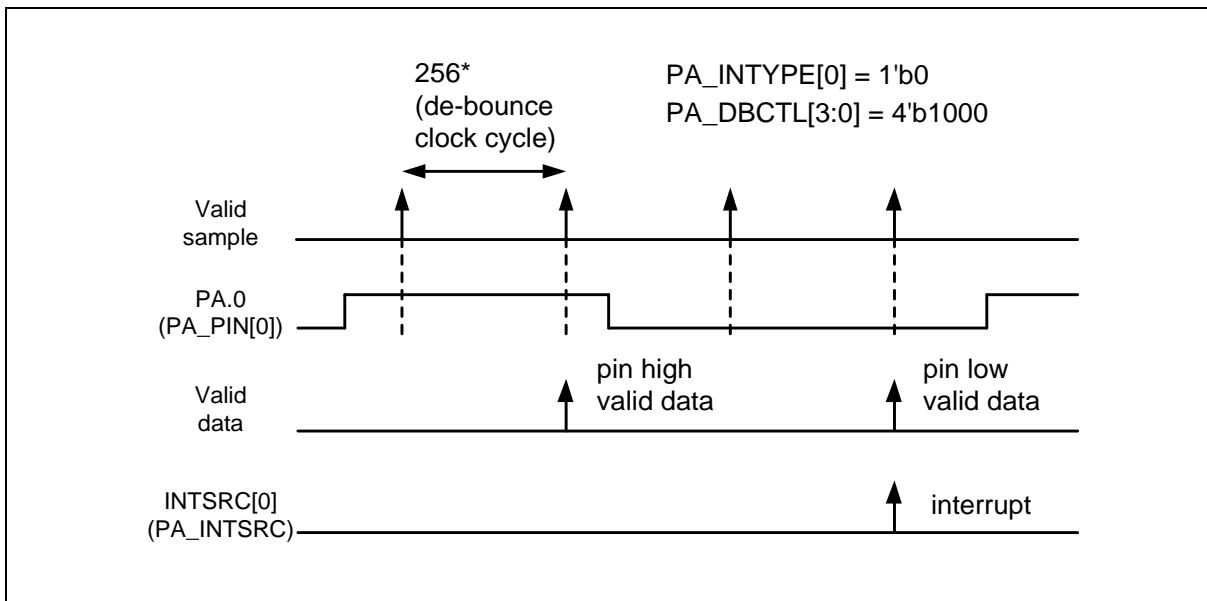 256*
(de-bounce
clock cycle)
PA_INTYPE[0] = 1'b0
PA_DBCTL[3:0] = 4'b1000
Valid
sample
PA.0
(PA_PIN[0])
Valid
data
pin high
valid data
pin low
valid data
INTSRC[0]
(PA_INTSRC)
interrupt